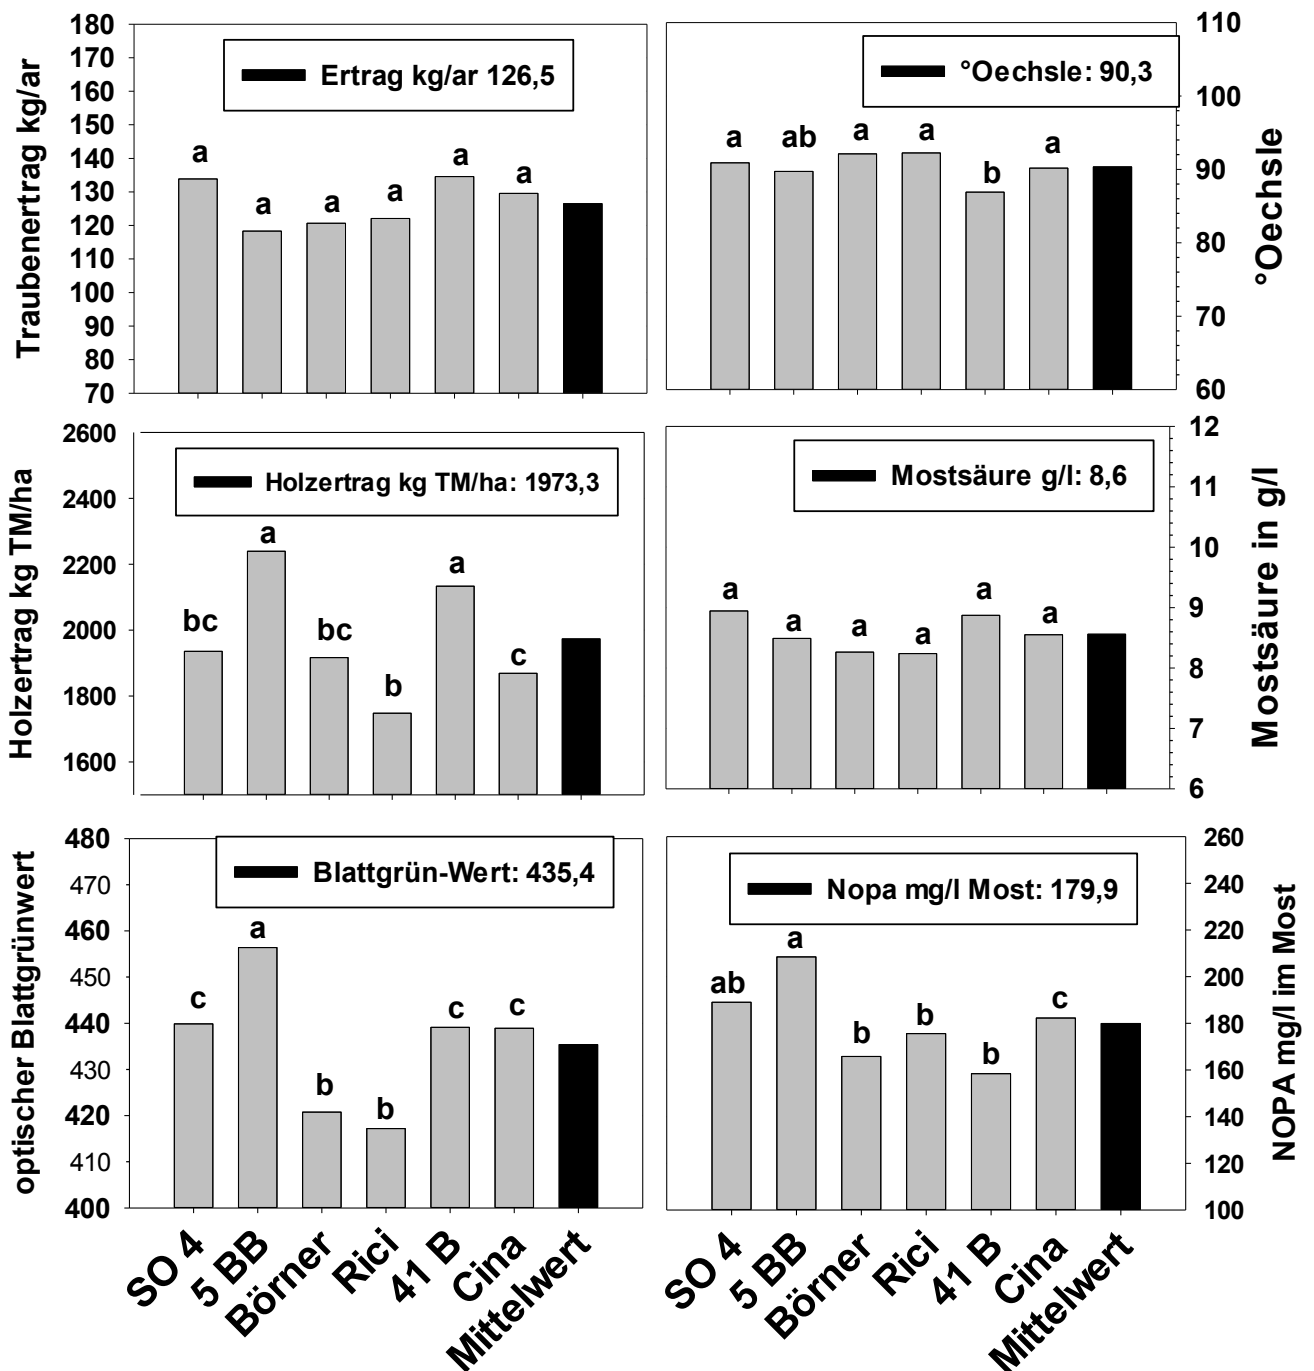 Traubenertrag kg/ar
180
170
160
150
140
130
120
110
100
90
80
70
Ertrag kg/ar 126,5
a
a
a
a
a
a
°Oechsle: 90,3
a
ab
a
a
b
a
110
100
90
80
70
60
°Oechsle
Holzertrag kg TM/ha
2600
2400
2200
2000
1800
1600
Holzertrag kg TM/ha: 1973,3
bc
a
bc
b
a
c
Mostsäure g/l: 8,6
a
a
a
a
a
a
12
11
10
9
8
7
6
Mostsäure in g/l
optischer Blattgrünwert
480
470
460
450
440
430
420
410
400
Blattgrün-Wert: 435,4
c
a
b
b
c
c
SO 4
5 BB
Börner
Rici
41 B
Cina
Mittelwert
Nopa mg/l Most: 179,9
ab
a
b
b
b
c
260
240
220
200
180
160
140
120
100
NOPA mg/l im Most
SO 4
5 BB
Börner
Rici
41 B
Cina
Mittelwert